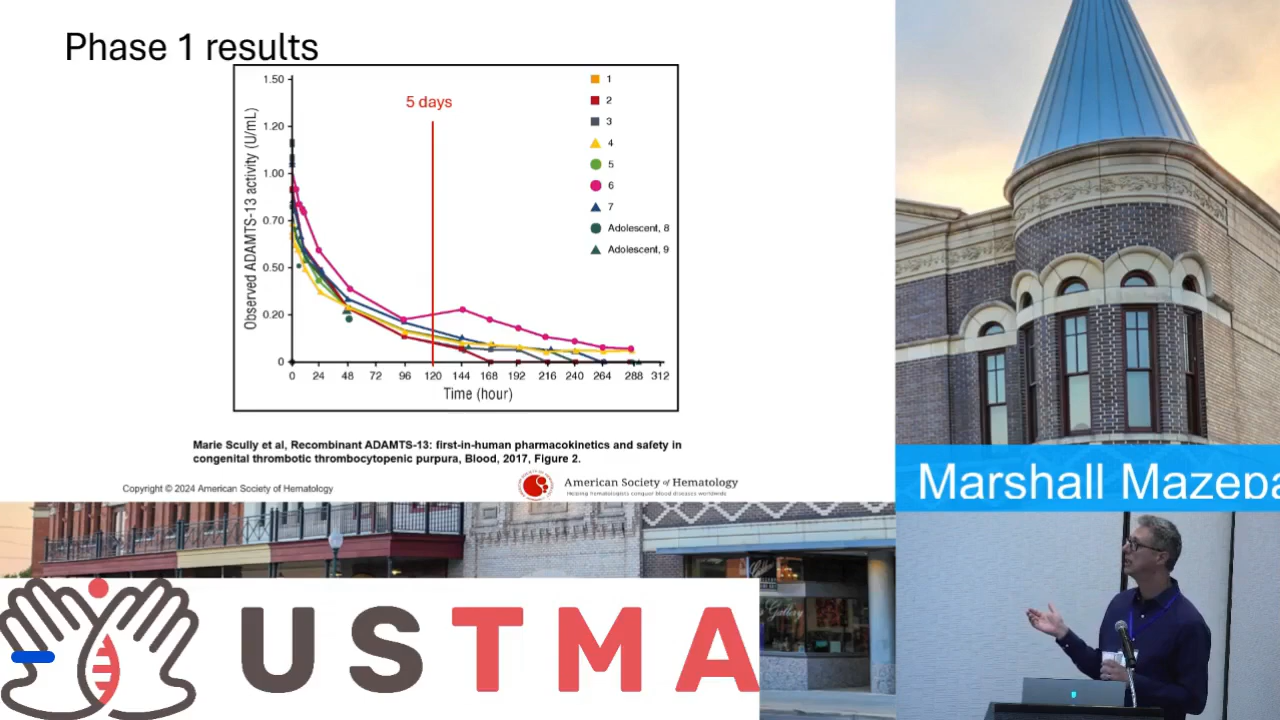 Phase 1 results
1.50
1.20
1.00
0.70
0.50
0.20
0
Observed ADAMTS-13 activity (U/mL)
5 days
1
2
3
4
5
6
7
Adolescent, 8
Adolescent, 9
0 24 48 72 96 120 144 168 192 216 240 264 288 312
Time (hour)
Marie Scully et al, Recombinant ADAMTS-13: first-in-human pharmacokinetics and safety in
congenital thrombotic thrombocytopenic purpura, Blood, 2017, Figure 2.
Copyright © 2024 American Society of Hematology
American Society of Hematology
Helping hematologists conquer blood diseases worldwide
Marshall Mazepa
Gallery
USTMA